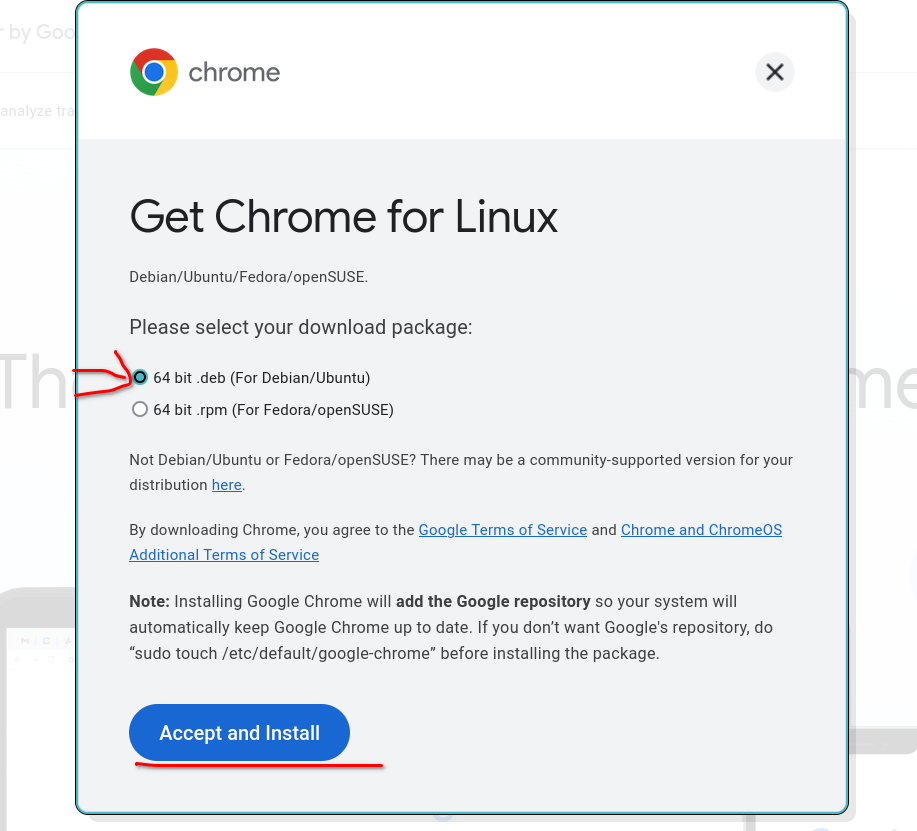 r by Goo
chrome
analyze tra
Get Chrome for Linux
Debian/Ubuntu/Fedora/openSUSE.
Please select your download package:
Th
me
64 bit .deb (For Debian/Ubuntu)
64 bit .rpm (For Fedora/openSUSE)
Not Debian/Ubuntu or Fedora/openSUSE? There may be a community-supported version for your
distribution here.
By downloading Chrome, you agree to the Google Terms of Service and Chrome and ChromeOS
Additional Terms of Service
Note: Installing Google Chrome will add the Google repository so your system will
automatically keep Google Chrome up to date. If you don’t want Google's repository, do
“sudo touch /etc/default/google-chrome” before installing the package.
Accept and Install